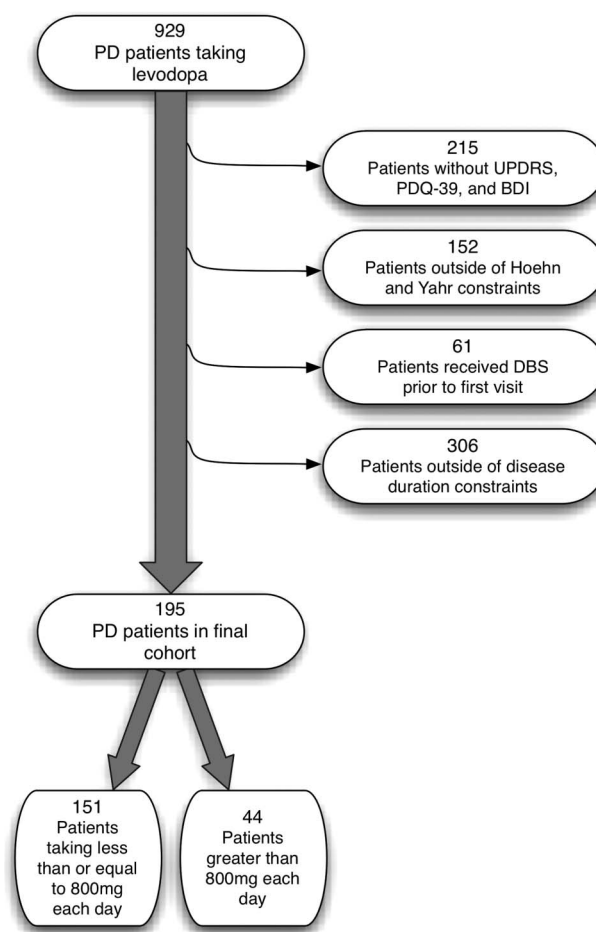 929
PD patients taking
levodopa
215
Patients without UPDRS,
PDQ-39, and BDI
152
Patients outside of Hoehn
and Yahr constraints
61
Patients received DBS
prior to first visit
306
Patients outside of disease
duration constraints
195
PD patients in final
cohort
151
Patients
taking less
than or equal
to 800mg
each day
44
Patients
greater than
800mg each
day